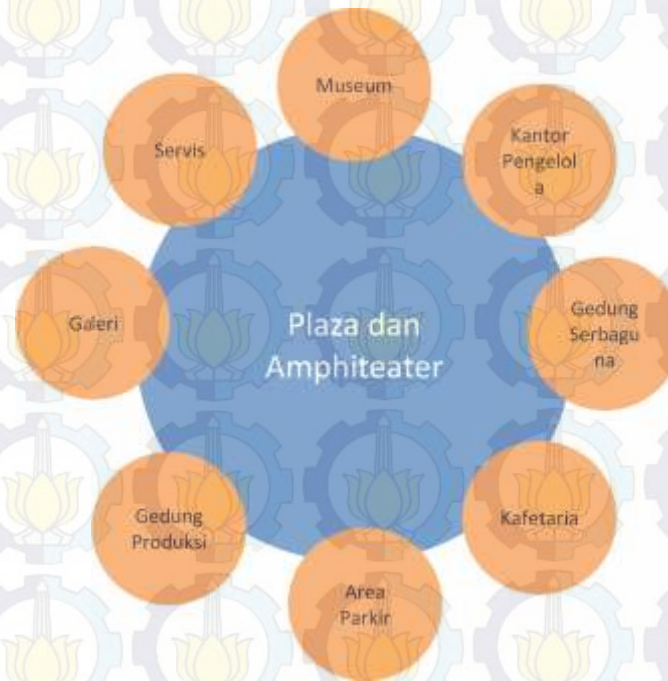 Museum
Kantor
Pengelol
a
Gedung
Serbagu
na
Kafetaria
Area
Parkir
Gedung
Produksi
Galeri
Servis
Plaza dan
Amphiteater